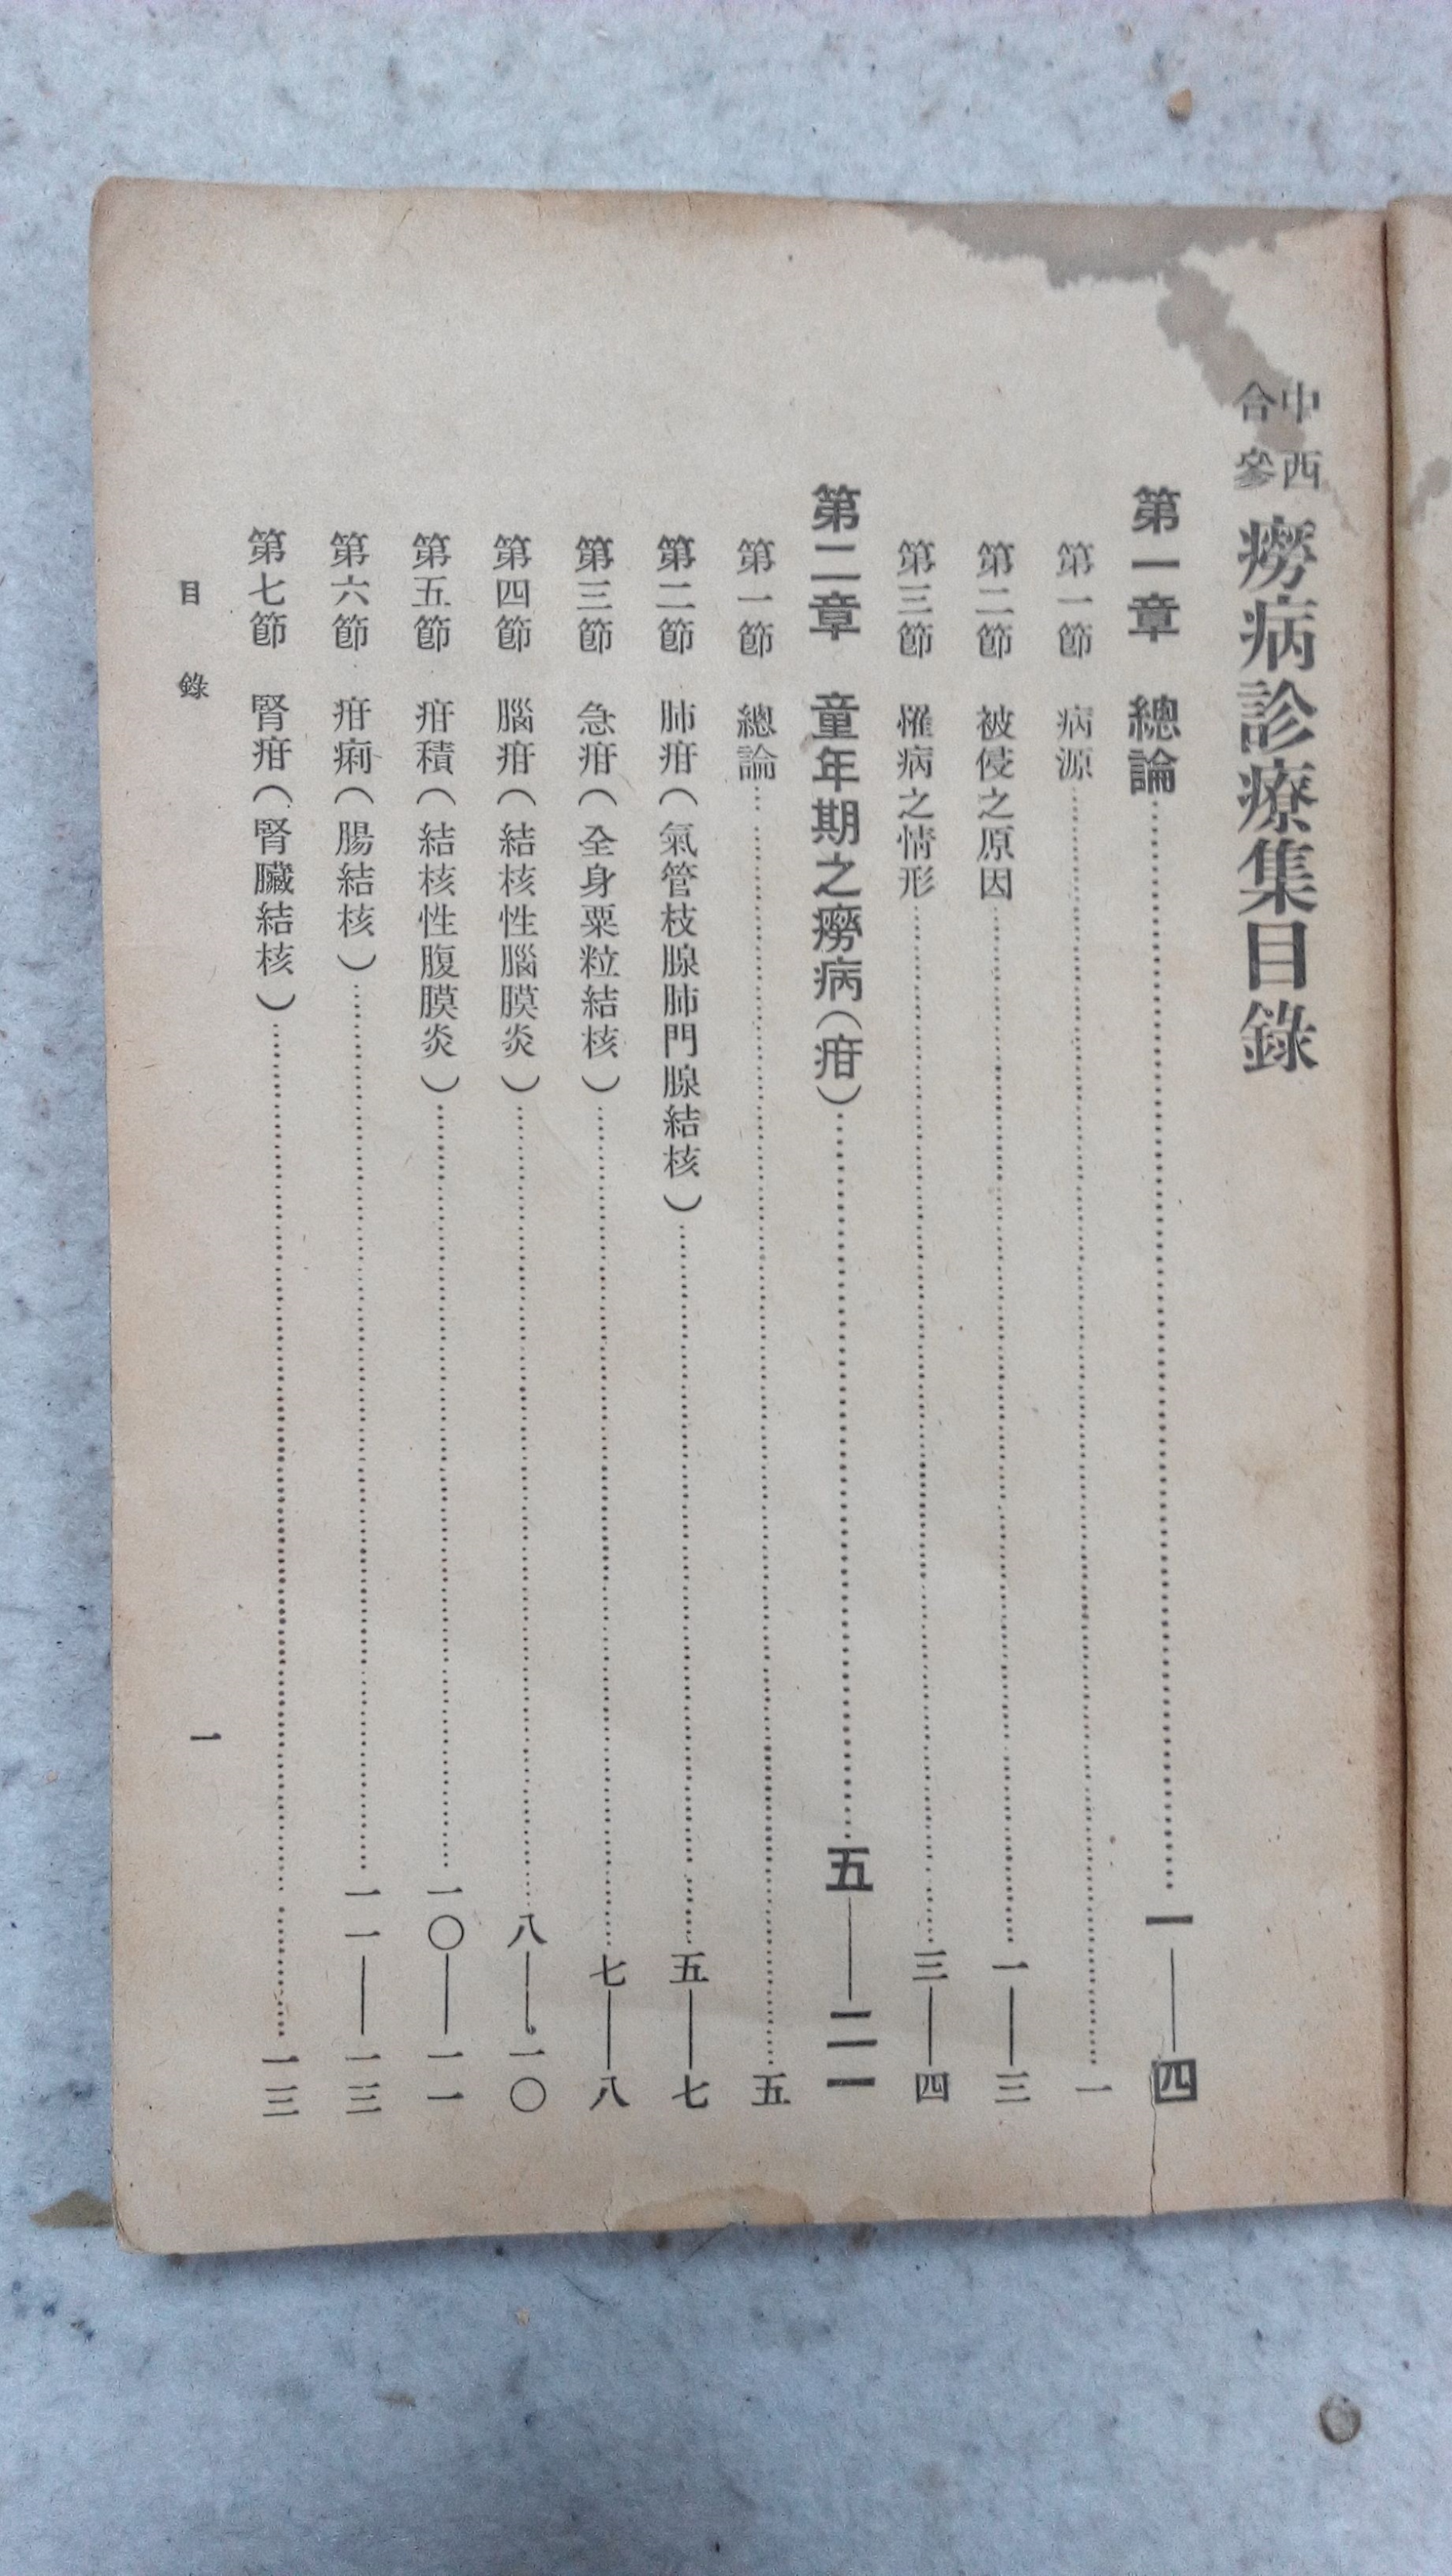 中西合參 癆病診療集目錄
第一章 總論……一——四
第一節 病源……一
第二節 被侵之原因……一——三
第三節 罹病之情形……三——四
第二章 童年期之癆病（疳）……五——二一
第一節 總論……五
第二節 肺疳（氣管枝腺肺門腺結核）……五——七
第三節 急疳（全身粟粒結核）……七——八
第四節 腦疳（結核性腦膜炎）……八——一〇
第五節 疳積（結核性腹膜炎）……一〇——一一
第六節 疳痢（腸結核）……一一——一三
第七節 腎疳（腎臟結核）……一三
目錄 一